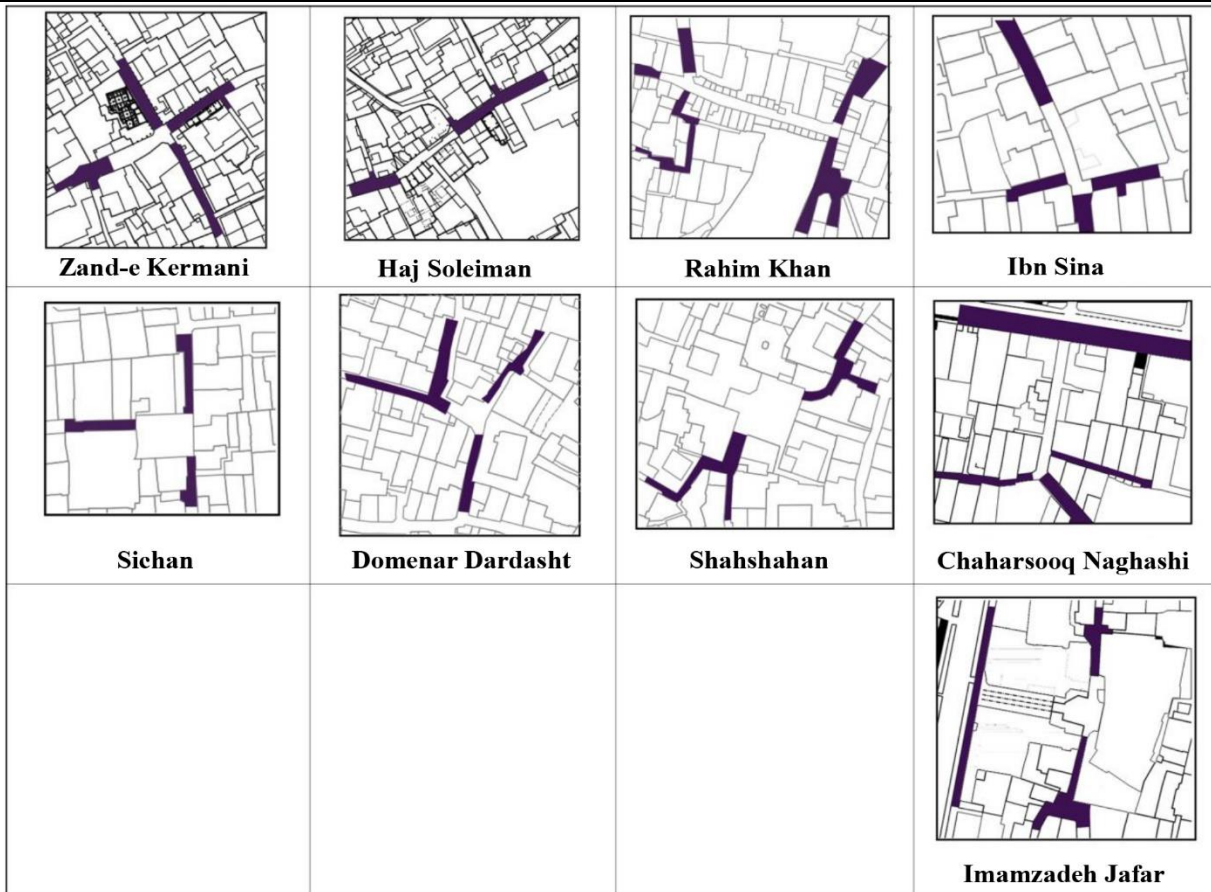 Zand-e Kermani
Haj Soleiman
Rahim Khan
Ibn Sina
Sichan
Domenar Dardasht
Shahshahan
Chaharsooq Naghashi
Imamzadeh Jafar